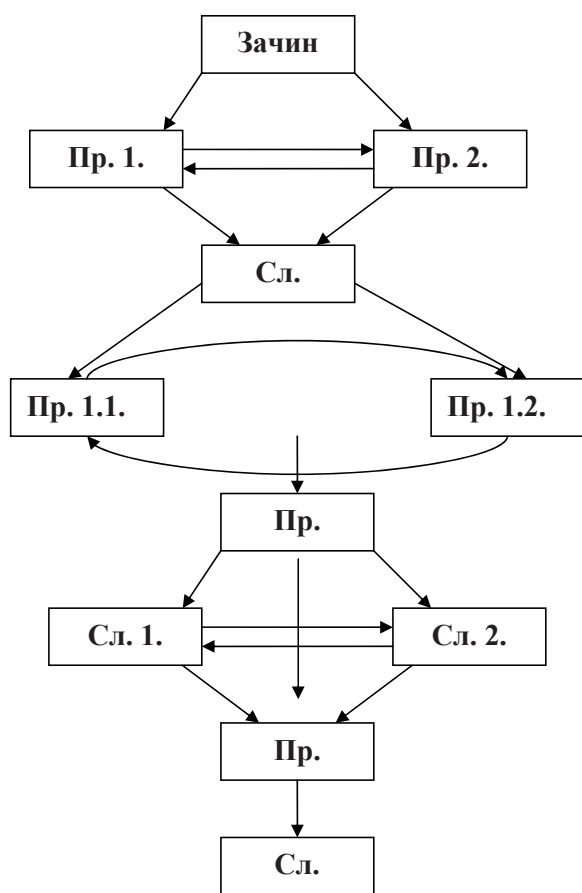 Зачин
Пр. 1.
Пр. 2.
Сл.
Пр. 1.1.
Пр. 1.2.
Пр.
Сл. 1.
Сл. 2.
Пр.
Сл.